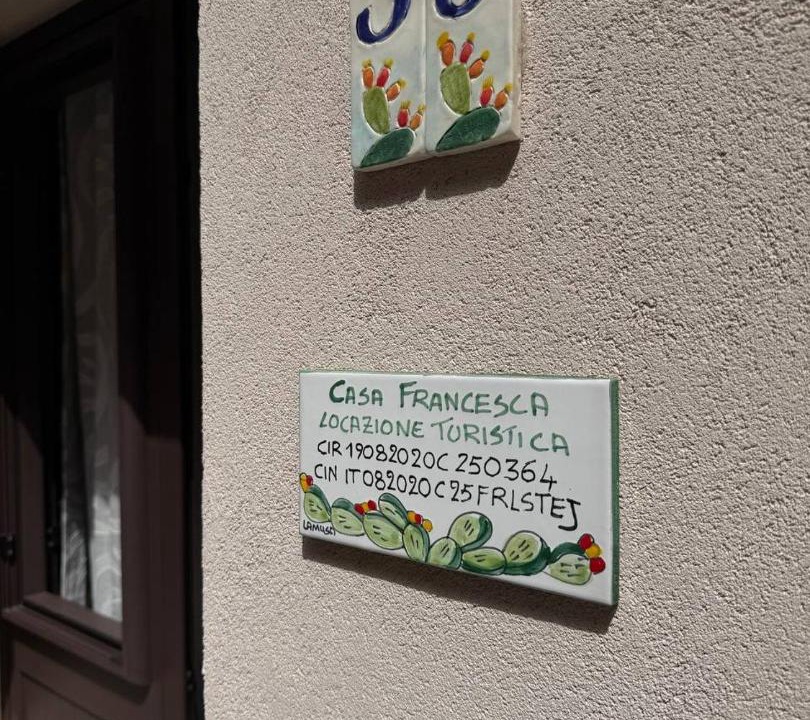 CASA FRANCESCA
LOCAZIONE TURISTICA
CIR 19082020C250364
CIN IT082020C25FRLSTEJ